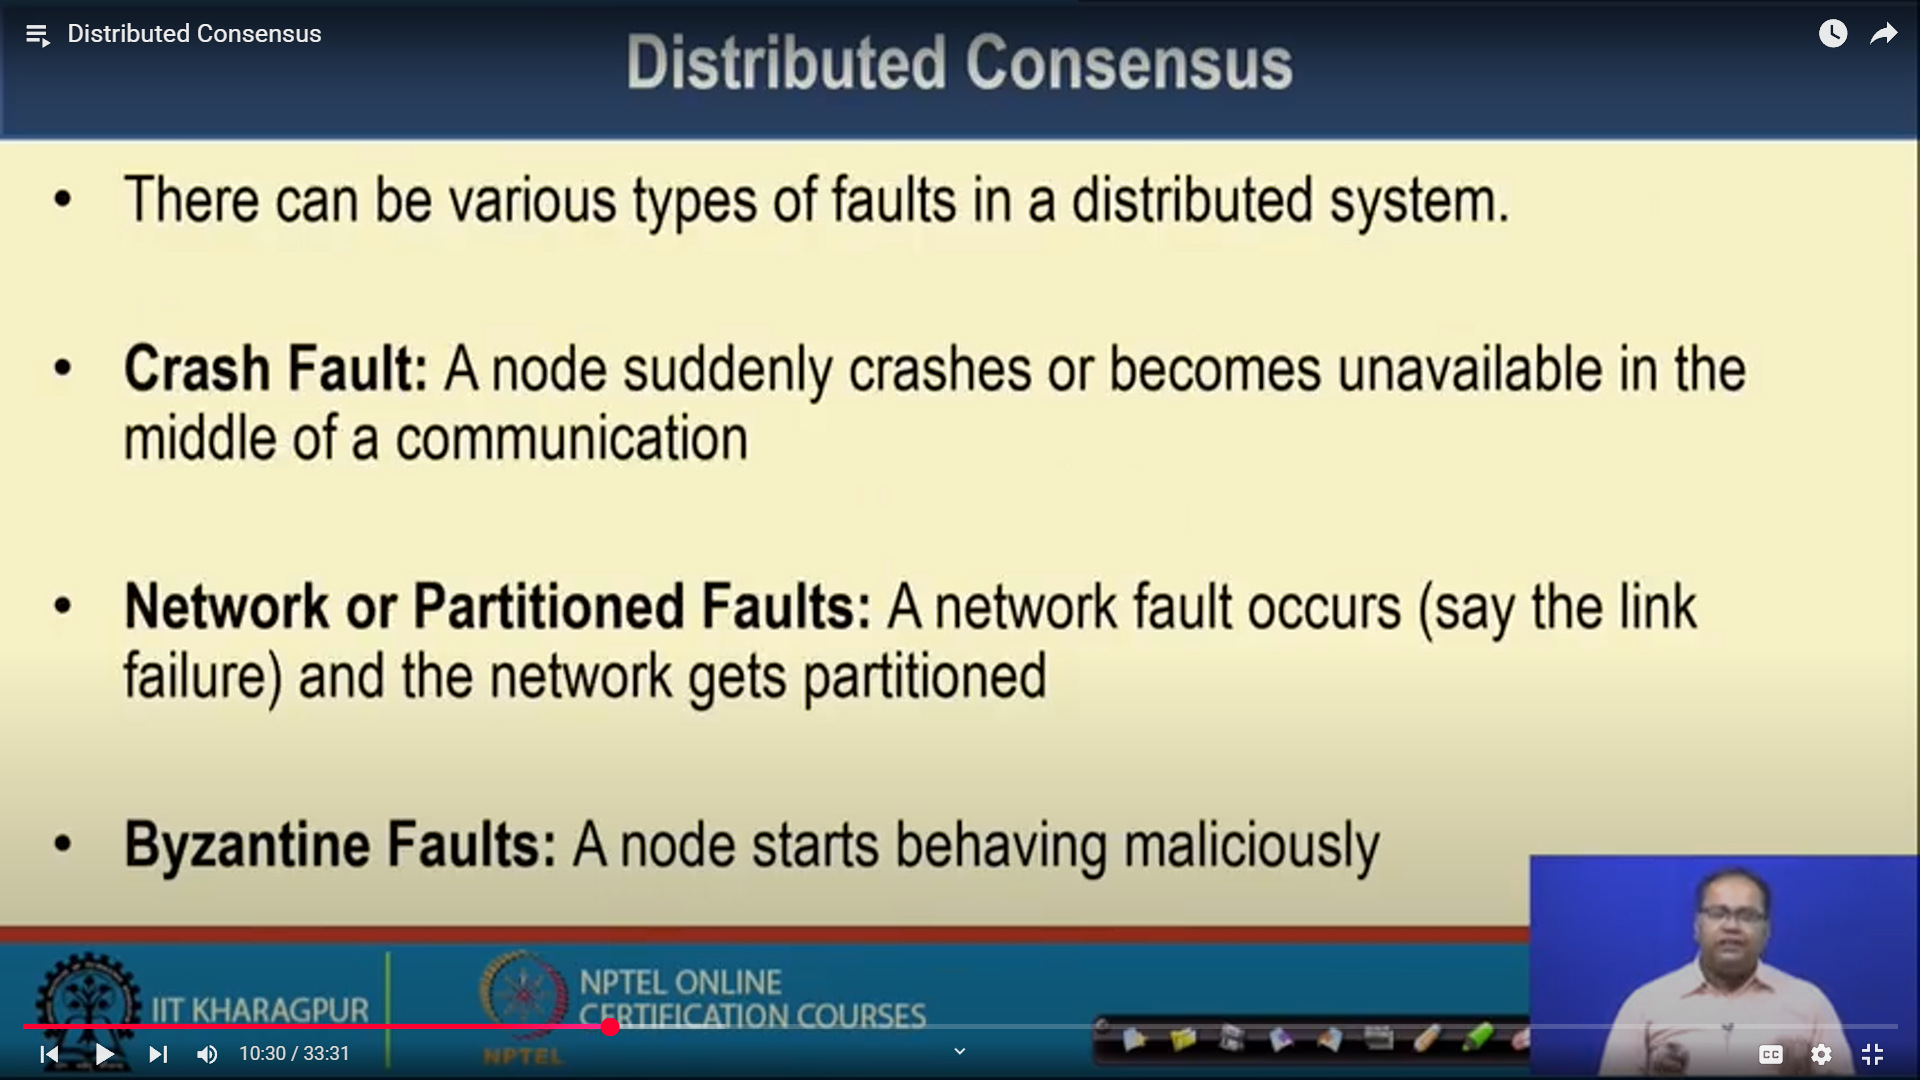 Distributed Consensus
Distributed Consensus
• There can be various types of faults in a distributed system.
• Crash Fault: A node suddenly crashes or becomes unavailable in the
middle of a communication
• Network or Partitioned Faults: A network fault occurs (say the link
failure) and the network gets partitioned
• Byzantine Faults: A node starts behaving maliciously
IIT KHARAGPUR
NPTEL ONLINE
CERTIFICATION COURSES
NPTEL
10:30 / 33:31
CC